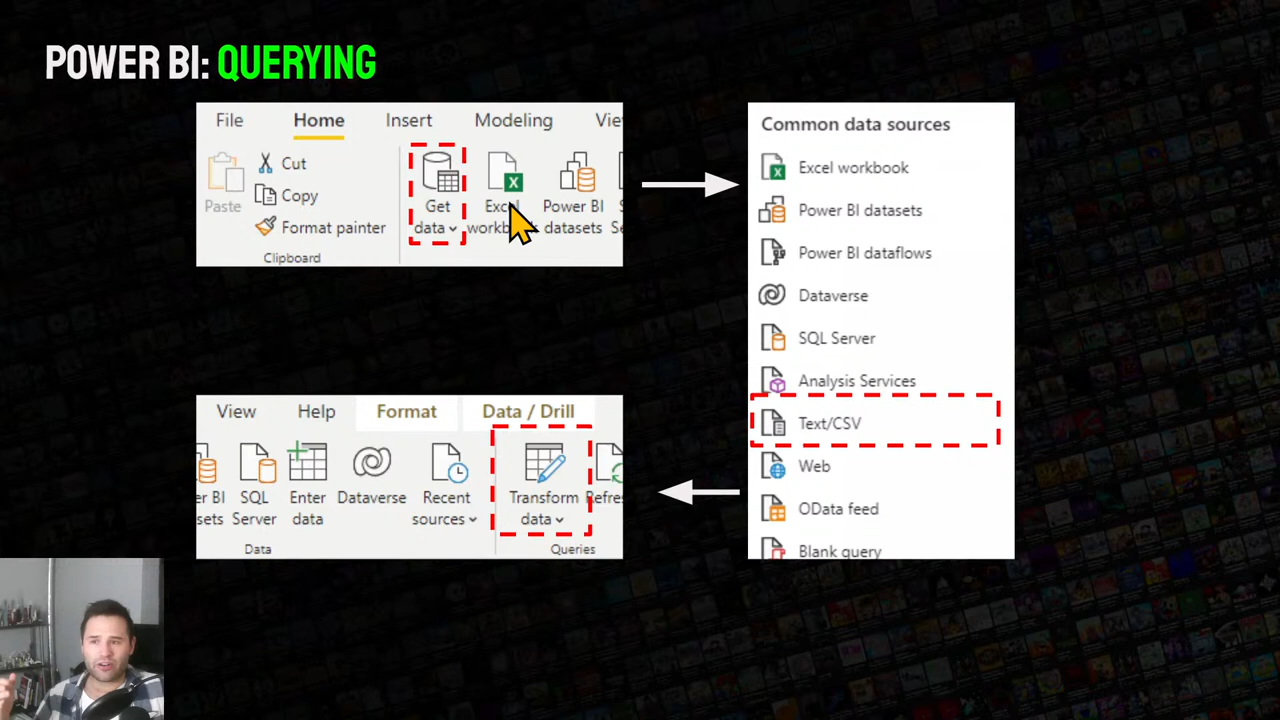 POWER BI: QUERYING
File Home Insert Modeling
Cut
Copy
Format painter
Paste
Clipboard
Get data
Excel
Power BI datasets
Common data sources
Excel workbook
Power BI datasets
Power BI dataflows
Dataverse
SQL Server
Analysis Services
Text/CSV
Web
OData feed
Blank query
View Help Format Data / Drill
SQL Server
Enter data
Dataverse
Recent sources
Transform data
Data
Queries